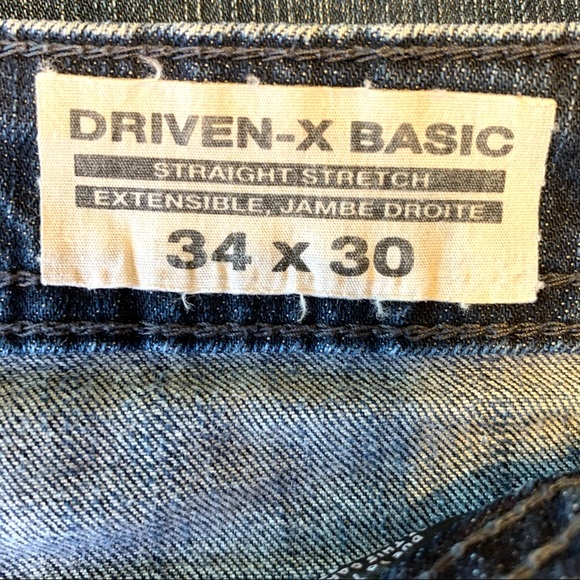 DRIVEN-X BASIC
STRAIGHT STRETCH
EXTENSIBLE, JAMBE DROITE
34 x 30